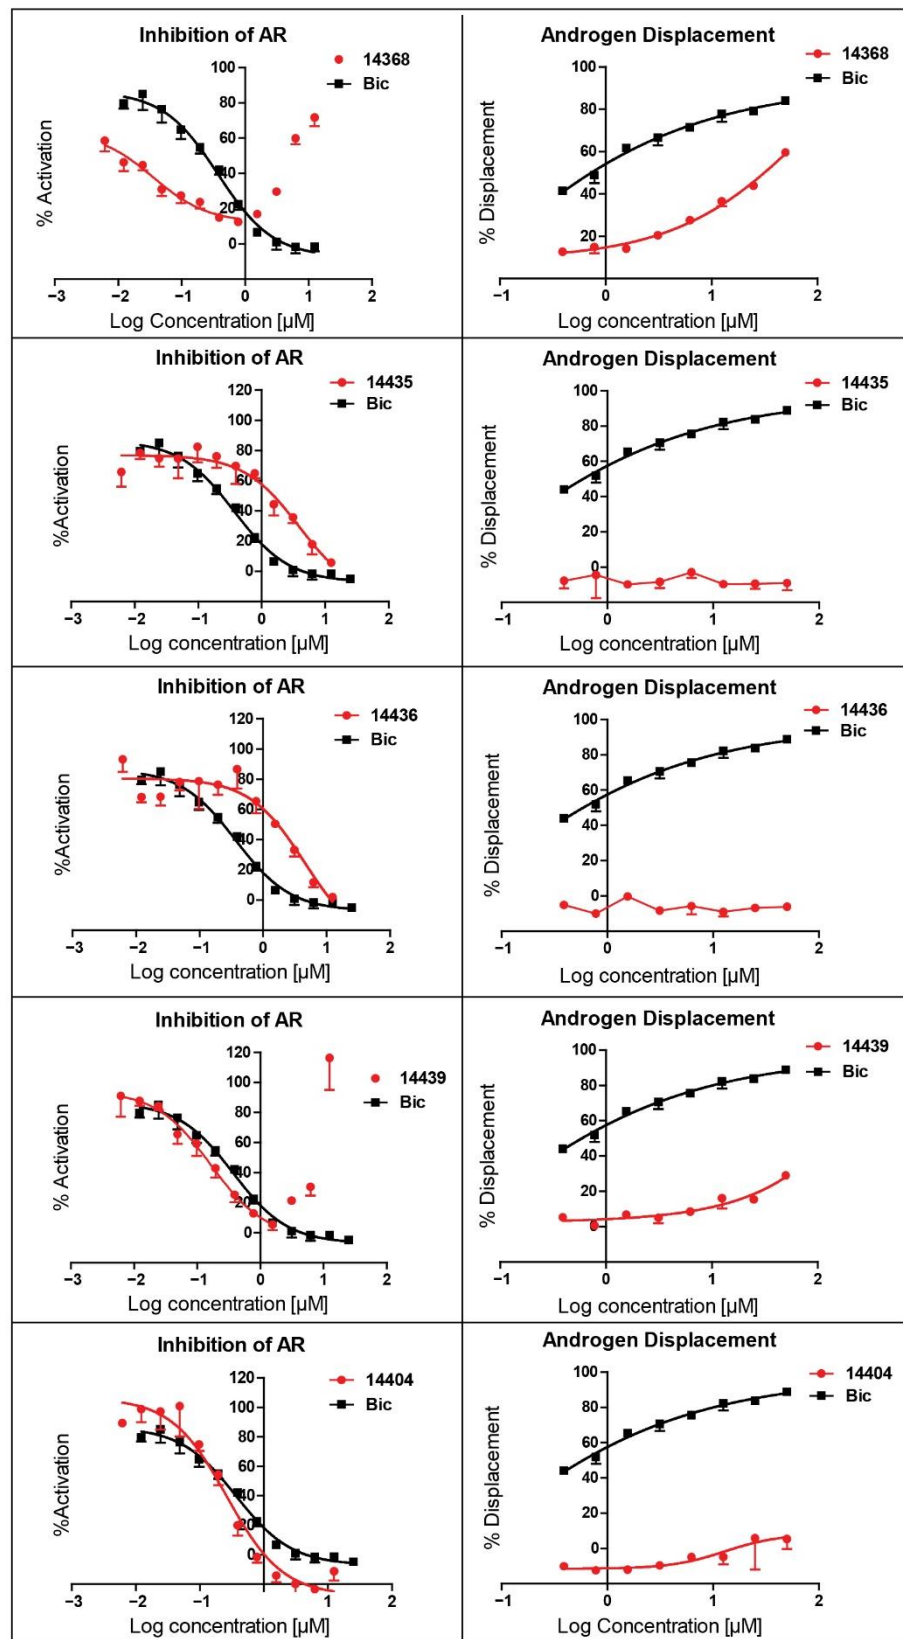 Inhibition of AR
14368
Bic
100
80
60
40
20
0
% Activation
−3 −2 −1 0 1 2
Log Concentration [µM]
Androgen Displacement
14368
Bic
100
80
60
40
20
% Displacement
−1 0 1 2
Log concentration [µM]
Inhibition of AR
14435
Bic
120
100
80
60
40
20
0
%Activation
−3 −2 −1 0 1 2
Log concentration [µM]
Androgen Displacement
14435
Bic
100
80
60
40
20
0
% Displacement
−1 0 1 2
Log concentration [µM]
Inhibition of AR
14436
Bic
120
100
80
60
40
20
0
%Activation
−3 −2 −1 0 1 2
Log concentration [µM]
Androgen Displacement
14436
Bic
100
80
60
40
20
0
% Displacement
−1 0 1 2
Log concentration [µM]
Inhibition of AR
14439
Bic
120
100
80
60
40
20
0
% Activation
−3 −2 −1 0 1 2
Log concentration [µM]
Androgen Displacement
14439
Bic
100
80
60
40
20
0
% Displacement
−1 0 1 2
Log concentration [µM]
Inhibition of AR
14404
Bic
120
100
80
60
40
20
0
%Activation
−3 −2 −1 0 1 2
Log concentration [µM]
Androgen Displacement
14404
Bic
100
80
60
40
20
0
% Displacement
−1 0 1 2
Log Concentration [µM]